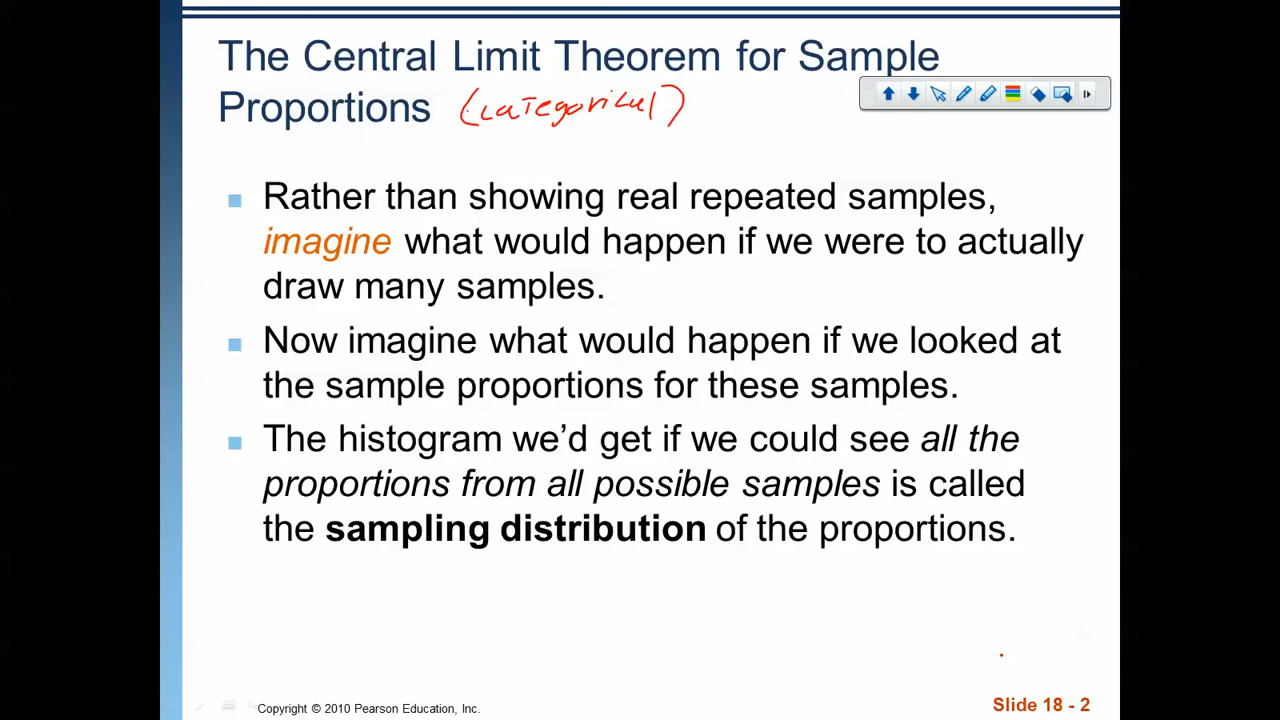 The Central Limit Theorem for Sample
Proportions (categorical)
Rather than showing real repeated samples,
imagine what would happen if we were to actually
draw many samples.
Now imagine what would happen if we looked at
the sample proportions for these samples.
The histogram we’d get if we could see all the
proportions from all possible samples is called
the sampling distribution of the proportions.
Copyright © 2010 Pearson Education, Inc.
Slide 18 - 2